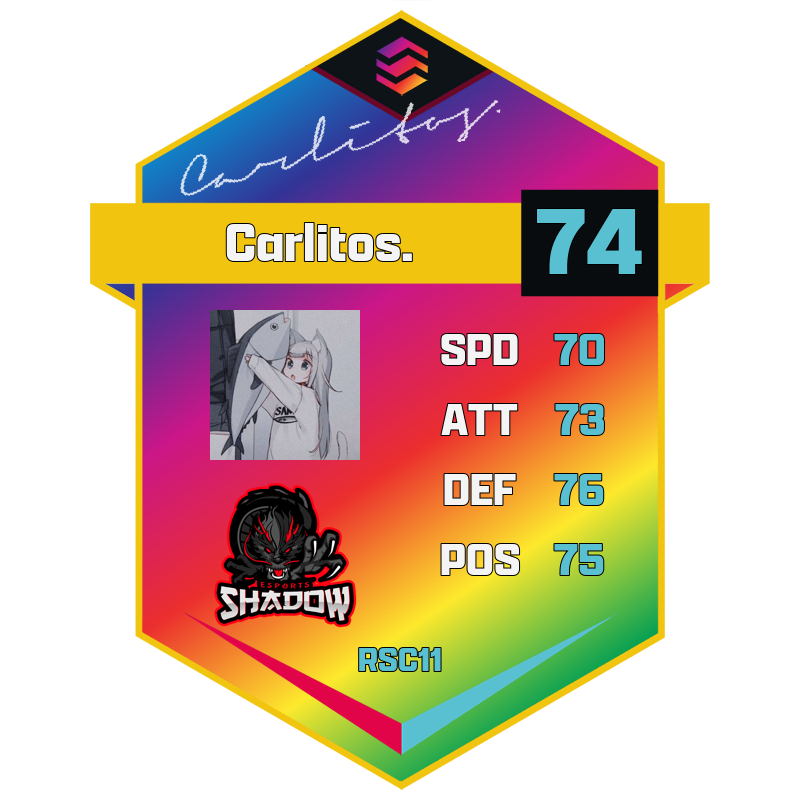 Carlitos.
Carlitos.
74
SPD 70
ATT 73
DEF 76
POS 75
ESPORTS
SHADOW
RSC11